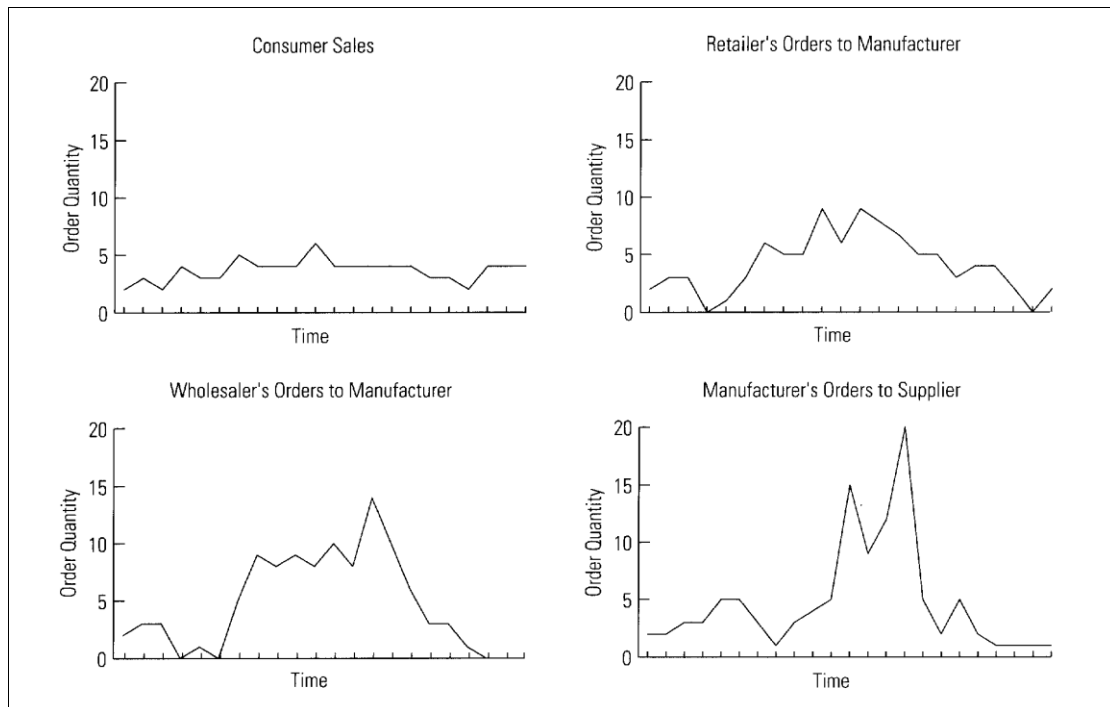 Consumer Sales
20
15
10
5
0
Order Quantity
Time
Retailer's Orders to Manufacturer
20
15
10
5
0
Order Quantity
Time
Wholesaler's Orders to Manufacturer
20
15
10
5
0
Order Quantity
Time
Manufacturer's Orders to Supplier
20
15
10
5
0
Order Quantity
Time